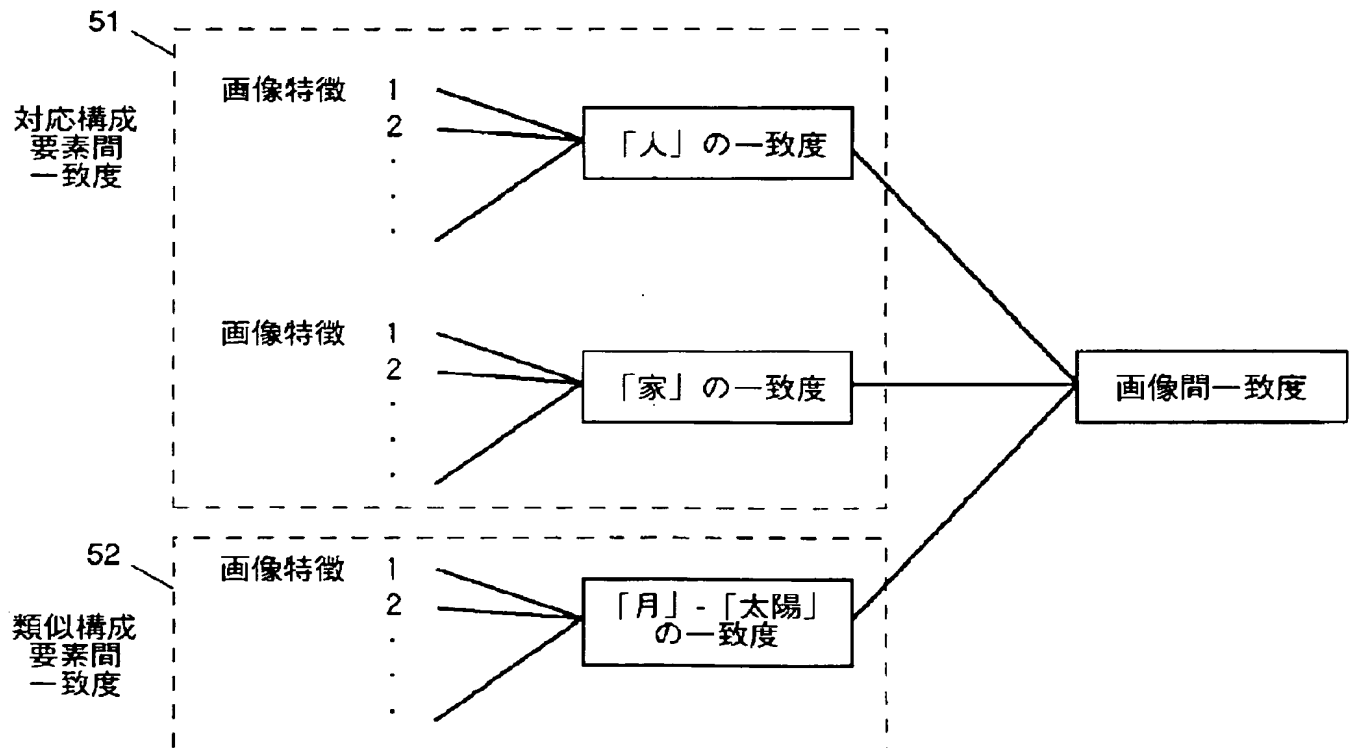 51
対応構成
要素間
一致度
画像特徴 1
2
.
.
.
「人」の一致度
画像特徴 1
2
.
.
.
「家」の一致度
画像間一致度
52
類似構成
要素間
一致度
画像特徴 1
2
.
.
.
「月」-「太陽」
の一致度